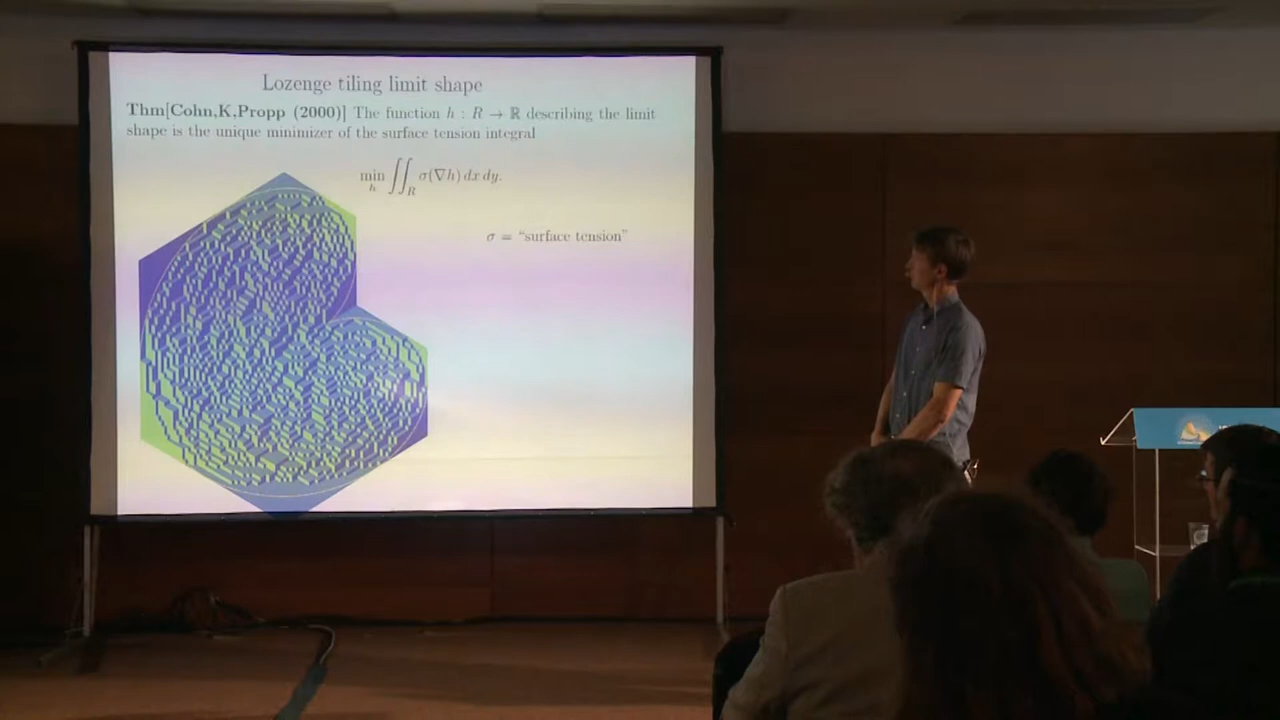 Lozenge tiling limit shape
Thm[Cohn,K,Propp (2000)] The function h : R → ℝ describing the limit
shape is the unique minimizer of the surface tension integral
min ∬ σ(∇h) dx dy.
h R
σ = “surface tension”